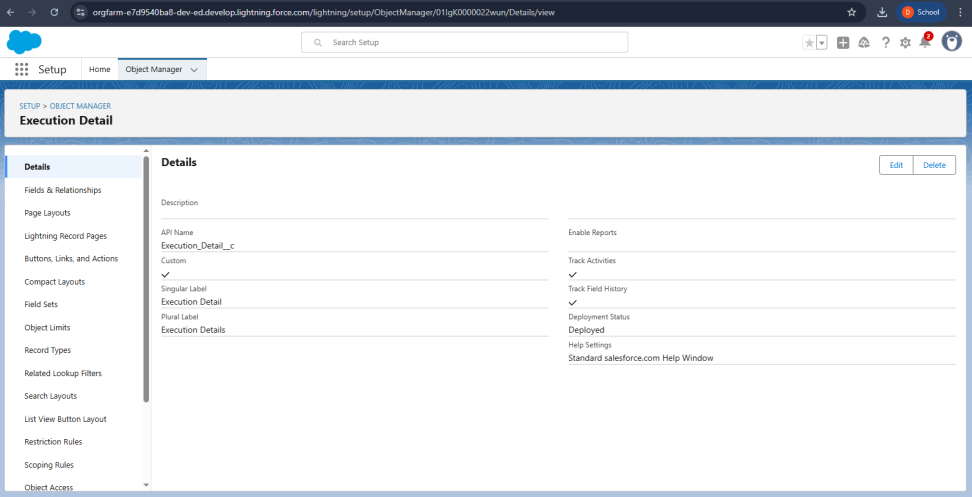 orgfarm-e7d9540ba8-dev-ed.develop.lightning.force.com/lightning/setup/ObjectManager/01IgK0000022wun/Details/view
D School
Search Setup
2
Setup Home Object Manager
SETUP > OBJECT MANAGER
Execution Detail
Details
Fields & Relationships
Page Layouts
Lightning Record Pages
Buttons, Links, and Actions
Compact Layouts
Field Sets
Object Limits
Record Types
Related Lookup Filters
Search Layouts
List View Button Layout
Restriction Rules
Scoping Rules
Object Access
Details
Edit Delete
Description
API Name
Execution_Detail__c
Custom
Singular Label
Execution Detail
Plural Label
Execution Details
Enable Reports
Track Activities
Track Field History
Deployment Status
Deployed
Help Settings
Standard salesforce.com Help Window